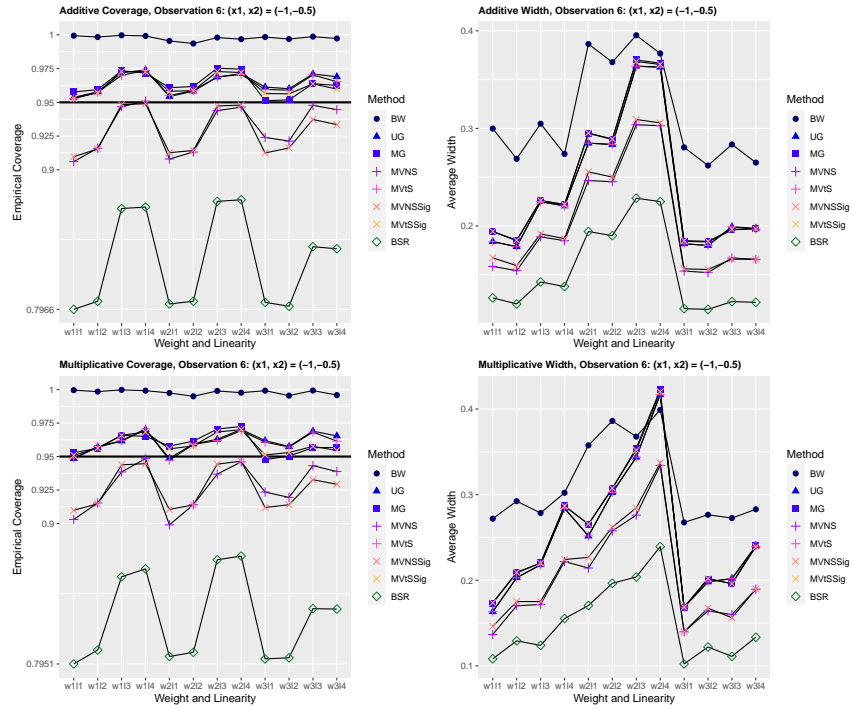 Additive Coverage, Observation 6: (x1, x2) = (−1,−0.5)
1
0.975
0.95
0.925
0.9
0.7966
Empirical Coverage
w1l1 w1l2 w1l3 w1l4 w2l1 w2l2 w2l3 w2l4 w3l1 w3l2 w3l3 w3l4
Weight and Linearity
Method
BW
UG
MG
MVNS
MVtS
MVNSSig
MVtSSig
BSR
Additive Width, Observation 6: (x1, x2) = (−1,−0.5)
0.4
0.3
0.2
Average Width
w1l1 w1l2 w1l3 w1l4 w2l1 w2l2 w2l3 w2l4 w3l1 w3l2 w3l3 w3l4
Weight and Linearity
Method
BW
UG
MG
MVNS
MVtS
MVNSSig
MVtSSig
BSR
Multiplicative Coverage, Observation 6: (x1, x2) = (−1,−0.5)
1
0.975
0.95
0.925
0.9
0.7951
Empirical Coverage
w1l1 w1l2 w1l3 w1l4 w2l1 w2l2 w2l3 w2l4 w3l1 w3l2 w3l3 w3l4
Weight and Linearity
Method
BW
UG
MG
MVNS
MVtS
MVNSSig
MVtSSig
BSR
Multiplicative Width, Observation 6: (x1, x2) = (−1,−0.5)
0.4
0.3
0.2
0.1
Average Width
w1l1 w1l2 w1l3 w1l4 w2l1 w2l2 w2l3 w2l4 w3l1 w3l2 w3l3 w3l4
Weight and Linearity
Method
BW
UG
MG
MVNS
MVtS
MVNSSig
MVtSSig
BSR